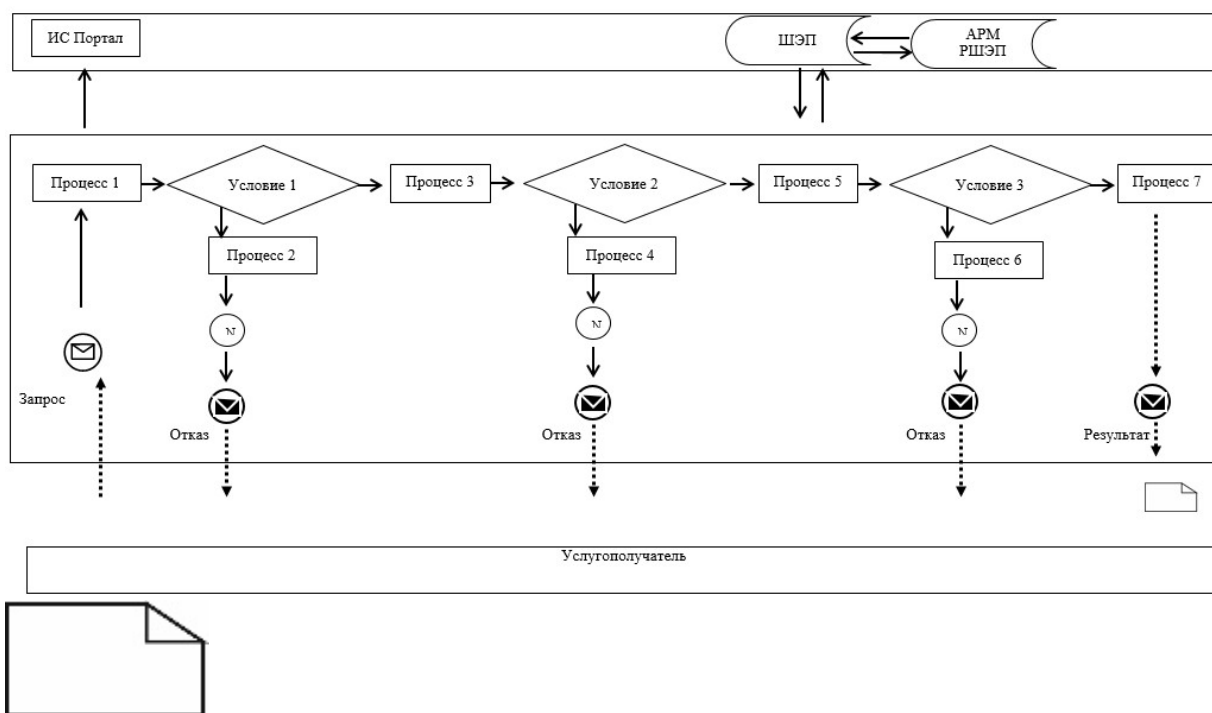 ИС Портал
ШЭП
АРМ
РШЭП
Процесс 1
Условие 1
Процесс 3
Условие 2
Процесс 5
Условие 3
Процесс 7
Процесс 2
Процесс 4
Процесс 6
N
N
N
Запрос
Отказ
Отказ
Отказ
Результат
Услугополучатель